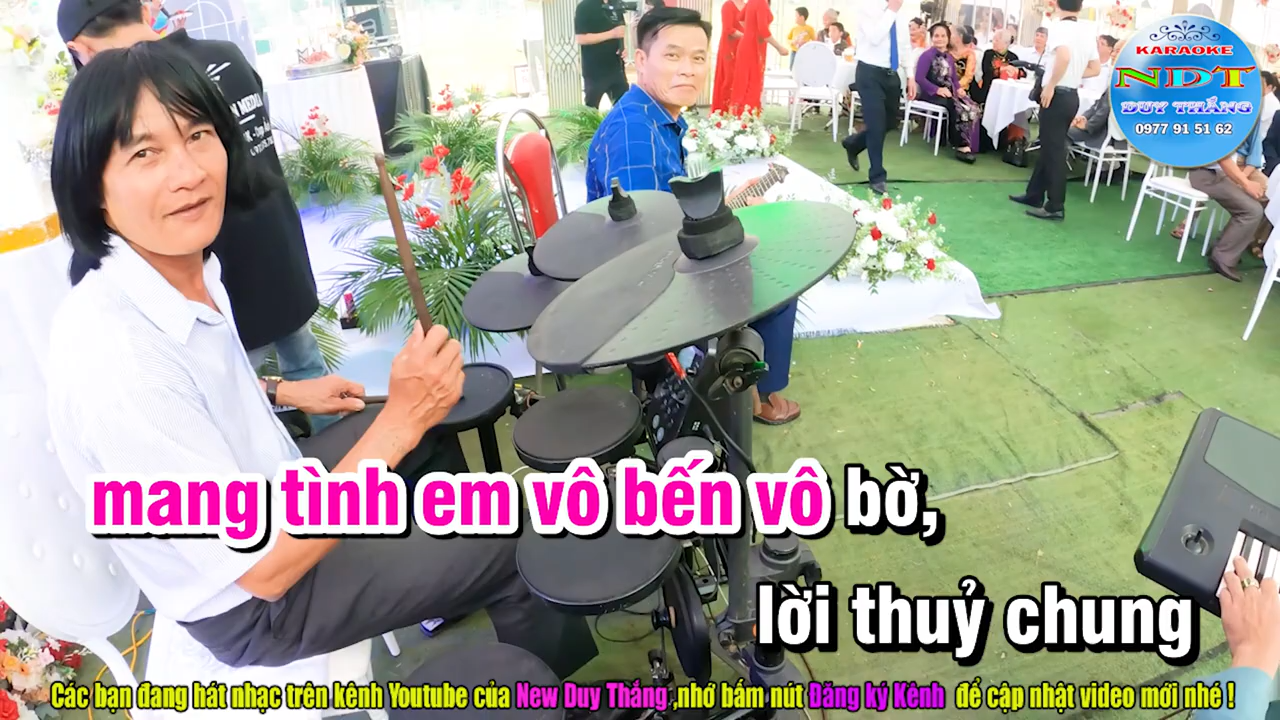 KARAOKE
NDT
DUY THẮNG
0977 91 51 62
mang tình em vô bến vô bờ,
lời thuỷ chung
Các bạn đang hát nhạc trên kênh Youtube của New Duy Thắng ,nhớ bấm nút Đăng ký Kênh để cập nhật video mới nhé !